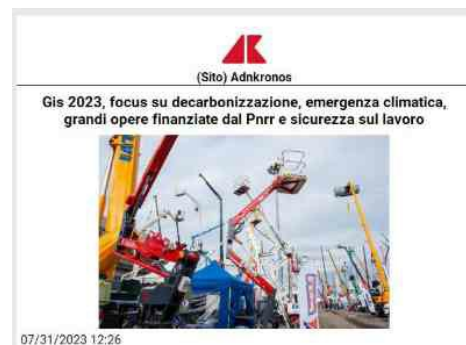 (Sito) Adnkronos
Gis 2023, focus su decarbonizzazione, emergenza climatica,
grandi opere finanziate dal Pnrr e sicurezza sul lavoro
07/31/2023 12:26